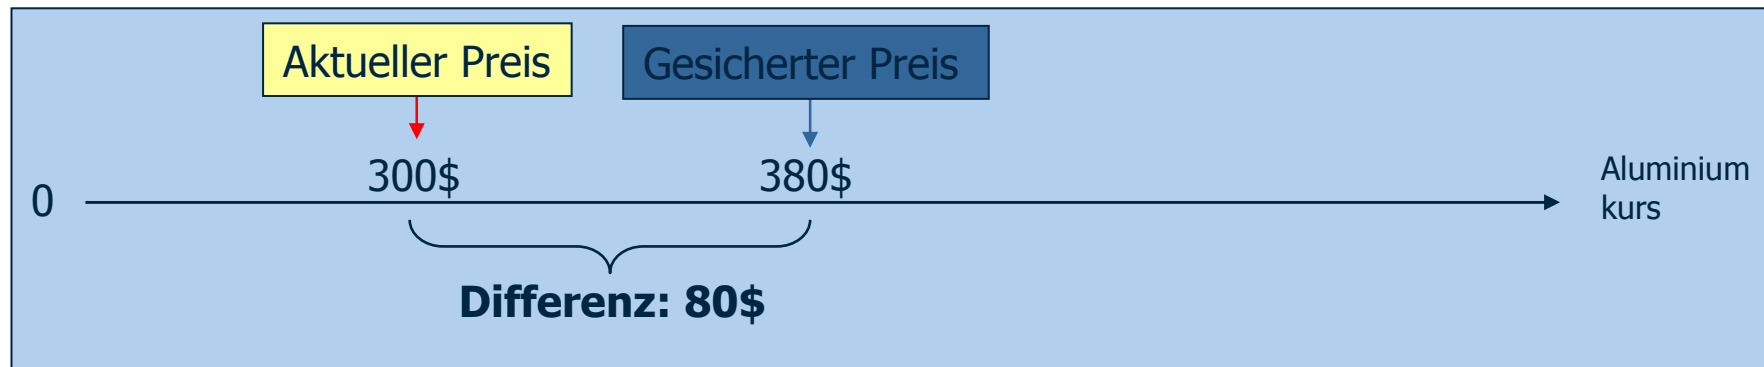 Aktueller Preis
Gesicherter Preis
300$
380$
0
Aluminium
kurs
Differenz: 80$